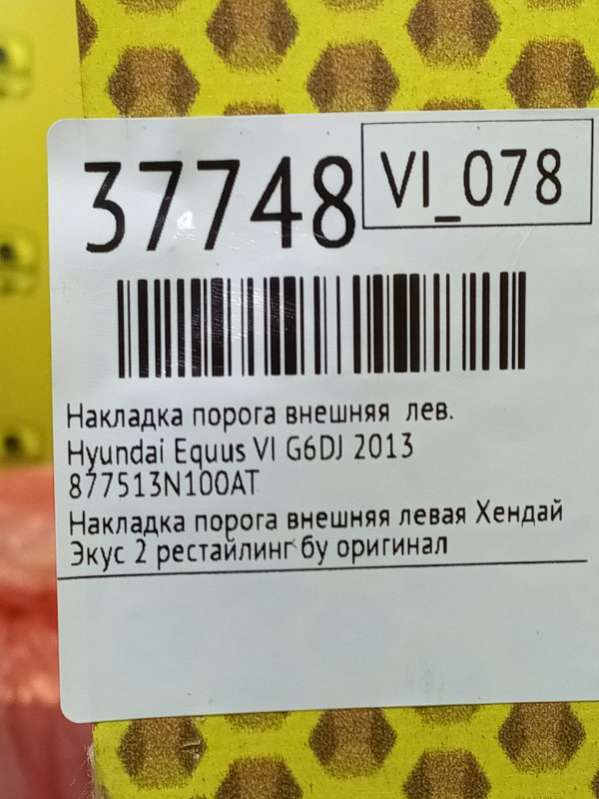 37748
VI_078
Накладка порога внешняя лев.
Hyundai Equus VI G6DJ 2013
877513N100AT
Накладка порога внешняя левая Хендай
Экус 2 рестайлинг бу оригинал